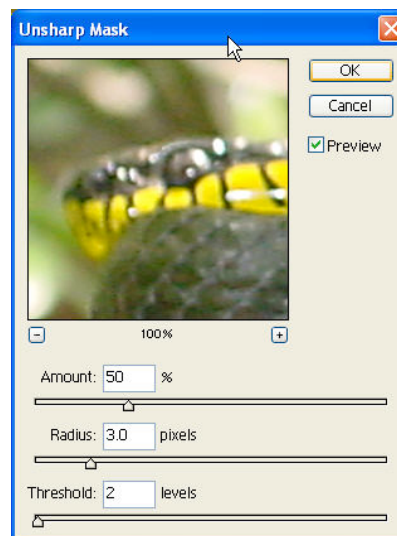 Unsharp Mask
OK
Cancel
Preview
100%
Amount: 50 %
Radius: 3.0 pixels
Threshold: 2 levels